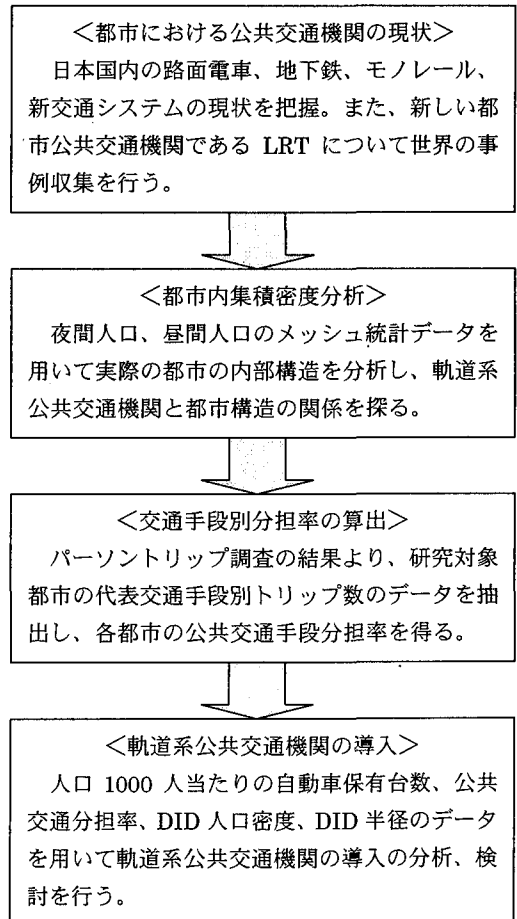 ＜都市における公共交通機関の現状＞
日本国内の路面電車、地下鉄、モノレール、
新交通システムの現状を把握。また、新しい都
市公共交通機関である LRT について世界の事
例収集を行う。
＜都市内集積密度分析＞
夜間人口、昼間人口のメッシュ統計データを
用いて実際の都市の内部構造を分析し、軌道系
公共交通機関と都市構造の関係を探る。
＜交通手段別分担率の算出＞
パーソントリップ調査の結果より、研究対象
都市の代表交通手段別トリップ数のデータを抽
出し、各都市の公共交通手段分担率を得る。
＜軌道系公共交通機関の導入＞
人口 1000 人当たりの自動車保有台数、公共
交通分担率、DID 人口密度、DID 半径のデータ
を用いて軌道系公共交通機関の導入の分析、検
討を行う。